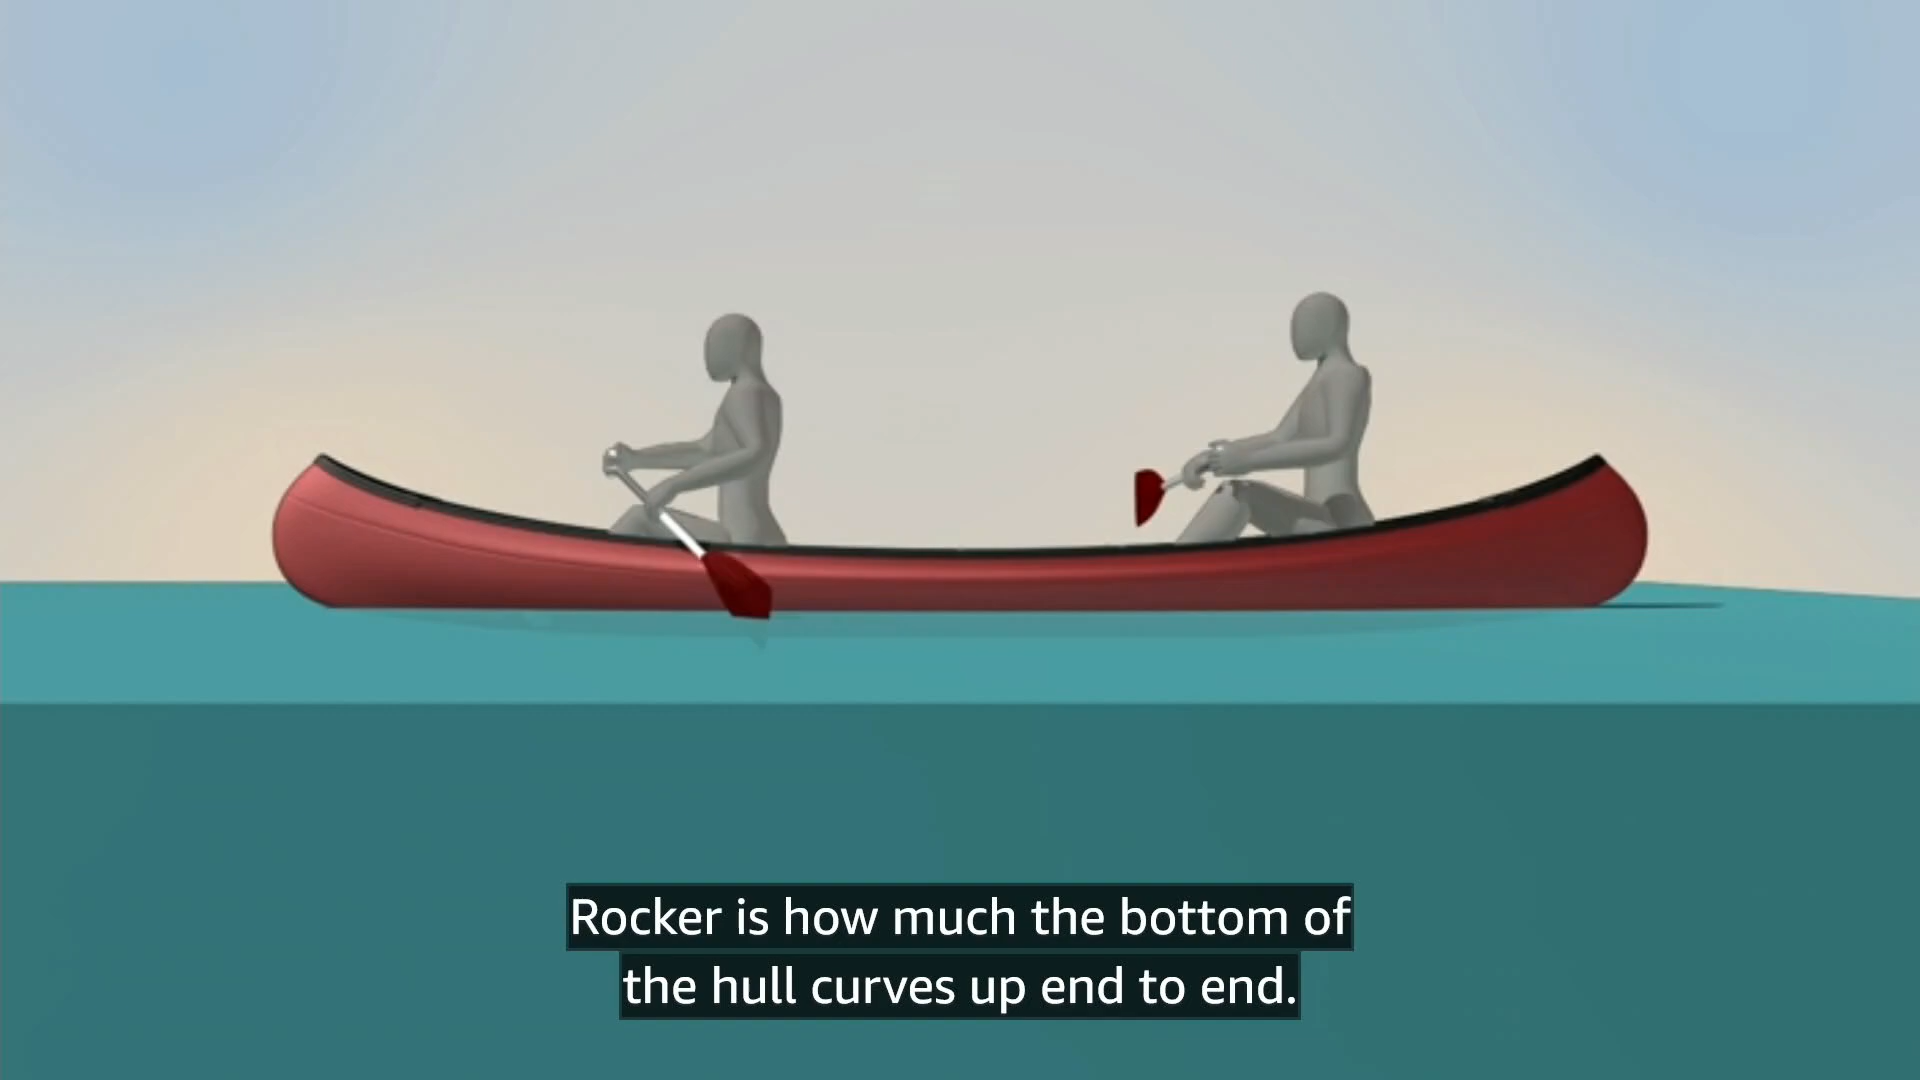 Rocker is how much the bottom of
the hull curves up end to end.